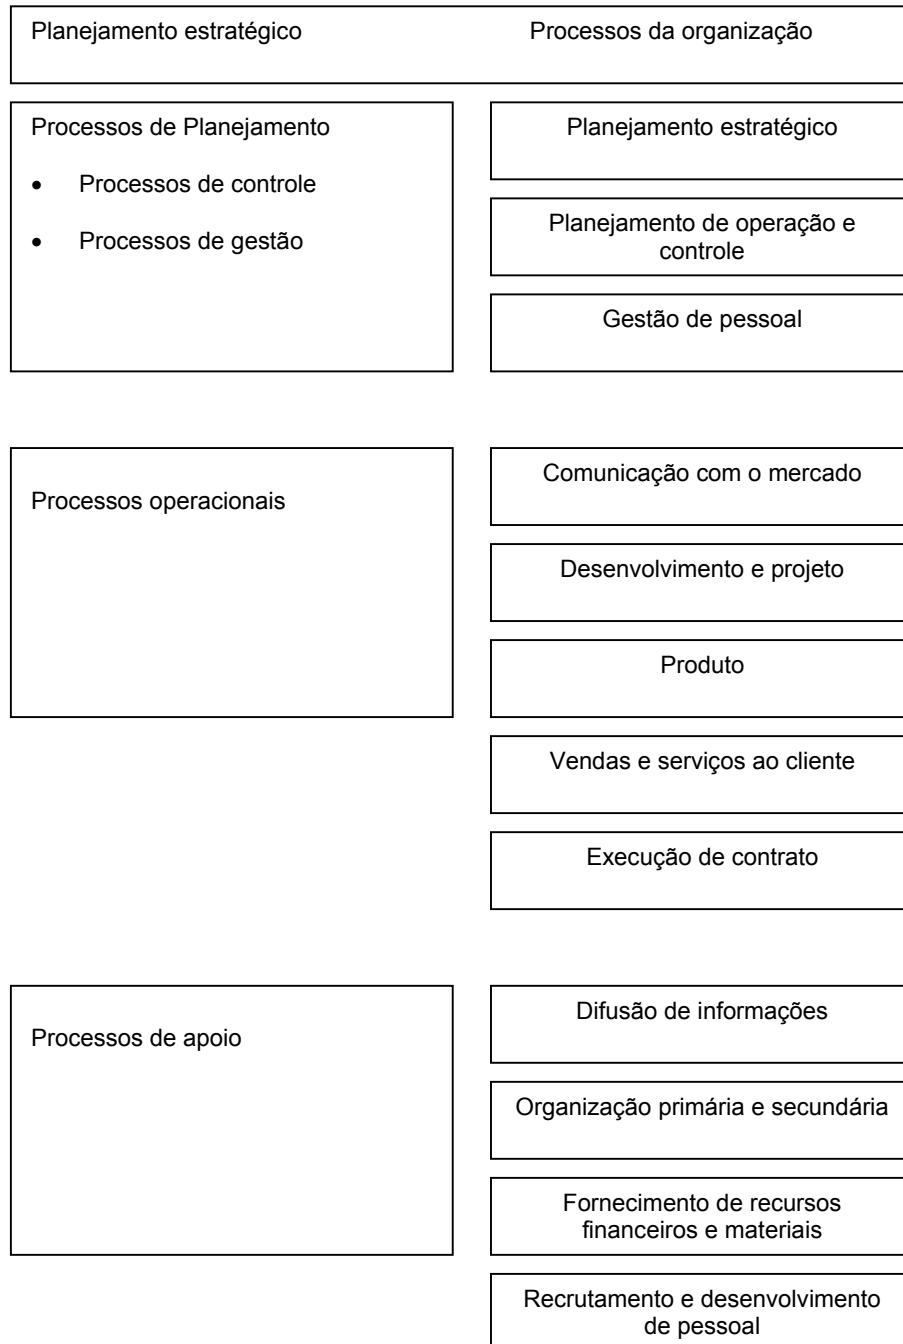 Planejamento estratégico Processos da organização
Processos de Planejamento
• Processos de controle
• Processos de gestão
Planejamento estratégico
Planejamento de operação e
controle
Gestão de pessoal
Processos operacionais
Comunicação com o mercado
Desenvolvimento e projeto
Produto
Vendas e serviços ao cliente
Execução de contrato
Processos de apoio
Difusão de informações
Organização primária e secundária
Fornecimento de recursos
financeiros e materiais
Recrutamento e desenvolvimento
de pessoal